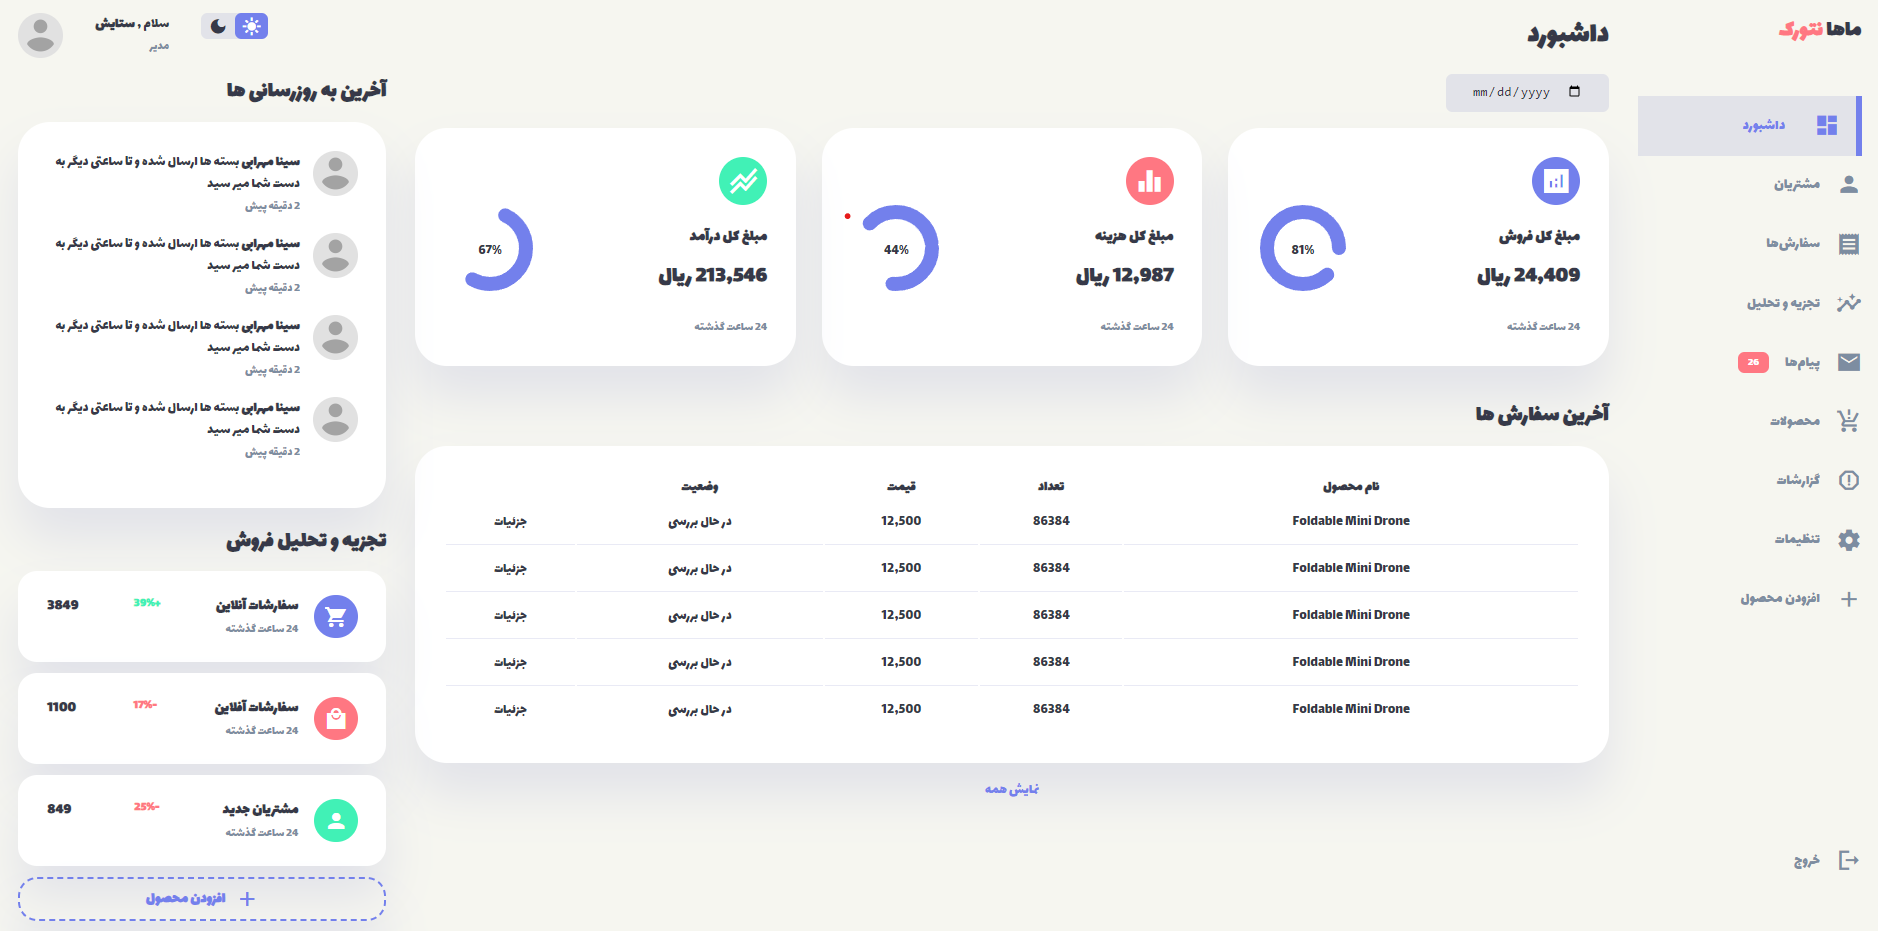 ماها نتورک
داشبورد
مشتریان
سفارش‌ها
تجزیه و تحلیل
پیام‌ها 26
محصولات
گزارشات
تنظیمات
افزودن محصول
خروج
داشبورد
mm/dd/yyyy
مبلغ کل فروش
24,409 ریال
81%
24 ساعت گذشته
مبلغ کل هزینه
12,987 ریال
44%
24 ساعت گذشته
مبلغ کل درآمد
213,546 ریال
67%
24 ساعت گذشته
آخرین سفارش ها
نام محصول تعداد قیمت وضعیت
Foldable Mini Drone 86384 12,500 در حال بررسی جزئیات
Foldable Mini Drone 86384 12,500 در حال بررسی جزئیات
Foldable Mini Drone 86384 12,500 در حال بررسی جزئیات
Foldable Mini Drone 86384 12,500 در حال بررسی جزئیات
Foldable Mini Drone 86384 12,500 در حال بررسی جزئیات
نمایش همه
سلام , ستایش
مدیر
آخرین به روزرسانی ها
سینا مهرابی بسته ها ارسال شده و تا ساعتی دیگر به
دست شما میر سید
2 دقیقه پیش
سینا مهرابی بسته ها ارسال شده و تا ساعتی دیگر به
دست شما میر سید
2 دقیقه پیش
سینا مهرابی بسته ها ارسال شده و تا ساعتی دیگر به
دست شما میر سید
2 دقیقه پیش
سینا مهرابی بسته ها ارسال شده و تا ساعتی دیگر به
دست شما میر سید
2 دقیقه پیش
تجزیه و تحلیل فروش
سفارشات آنلاین 39%+ 3849
24 ساعت گذشته
سفارشات آفلاین 17%- 1100
24 ساعت گذشته
مشتریان جدید 25%- 849
24 ساعت گذشته
افزودن محصول